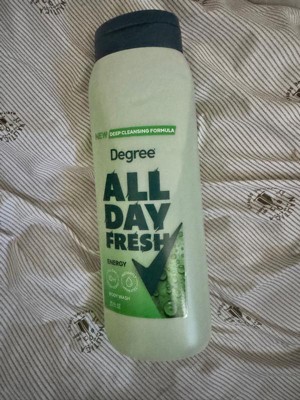 NEW DEEP CLEANSING FORMULA
Degree
ALL
DAY
FRESH
ENERGY
BODY WASH